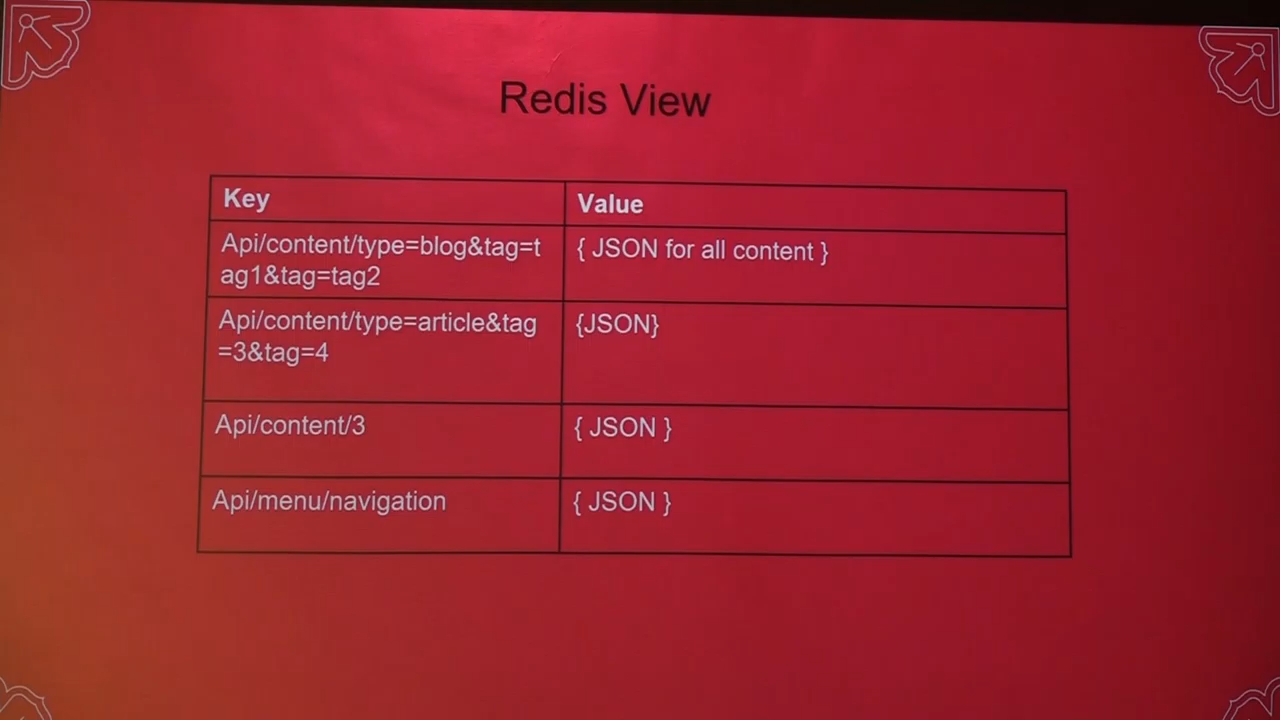 Redis View
Key
Value
Api/content/type=blog&tag=t
ag1&tag=tag2
{ JSON for all content }
Api/content/type=article&tag
=3&tag=4
{JSON}
Api/content/3
{ JSON }
Api/menu/navigation
{ JSON }